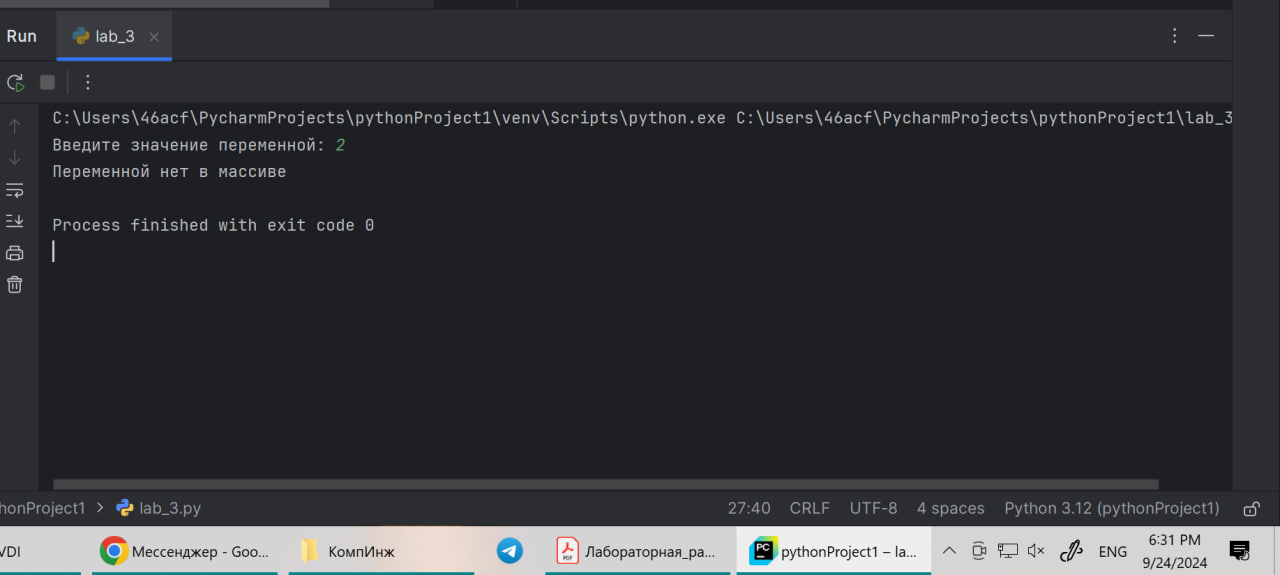 Run lab_3
C:\Users\46acf\PycharmProjects\pythonProject1\venv\Scripts\python.exe C:\Users\46acf\PycharmProjects\pythonProject1\lab_3
Введите значение переменной: 2
Переменной нет в массиве
Process finished with exit code 0
honProject1 > lab_3.py 27:40 CRLF UTF-8 4 spaces Python 3.12 (pythonProject1)
VDI Мессенджер - Goo... КомпИнж PDF Лабораторная_ра... PC pythonProject1 – la... ENG 6:31 PM
9/24/2024